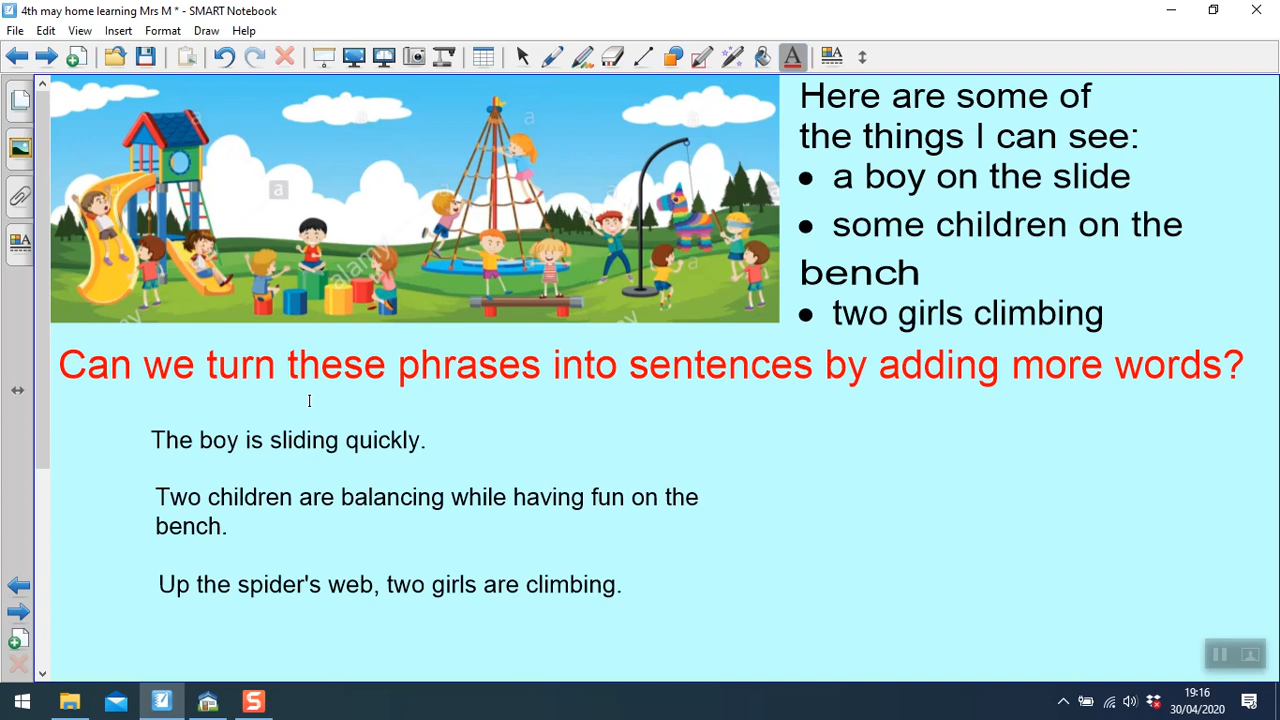 4th may home learning Mrs M * - SMART Notebook
File Edit View Insert Format Draw Help
Here are some of
the things I can see:
• a boy on the slide
• some children on the
bench
• two girls climbing
a
a
a
alamy
Can we turn these phrases into sentences by adding more words?
The boy is sliding quickly.
Two children are balancing while having fun on the
bench.
Up the spider's web, two girls are climbing.
19:16
30/04/2020